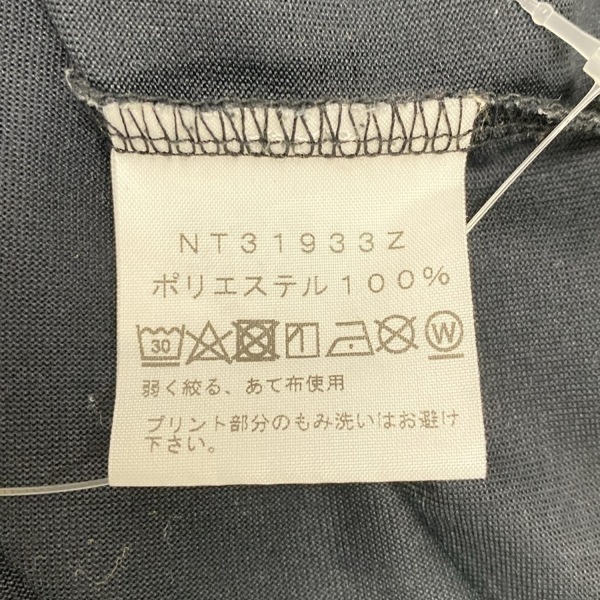 NT31933Z
ポリエステル100%
30 W
弱く絞る、あて布使用
プリント部分のもみ洗いはお避け
下さい。